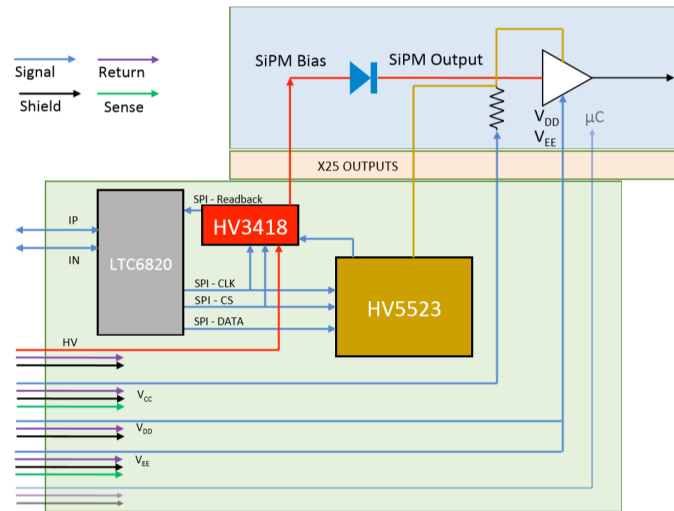 SiPM Bias
SiPM Output
Signal
Return
Shield
Sense
V_DD
V_EE
µC
X25 OUTPUTS
SPI - Readback
HV3418
IP
IN
LTC6820
SPI - CLK
SPI - CS
SPI - DATA
HV5523
HV
V_CC
V_DD
V_EE